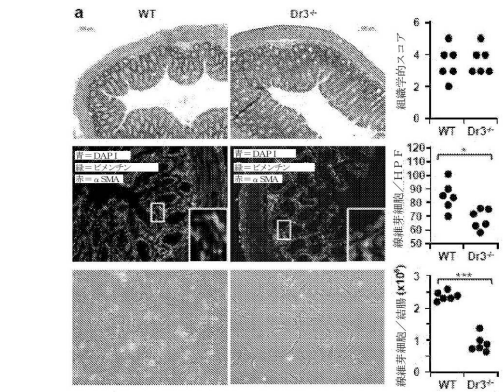 a
WT
Dr3-/-
青=DAPI
緑=ビメンチン
赤=αSMA
青=DAPI
緑=ビメンチン
赤=αSMA
組織学的スコア
6
4
2
0
WT Dr3-/-
線維芽細胞/HPF
*
120
110
100
90
80
70
60
50
WT Dr3-/-
線維芽細胞/結腸 (x10⁶)
***
3
2
1
0
WT Dr3-/-